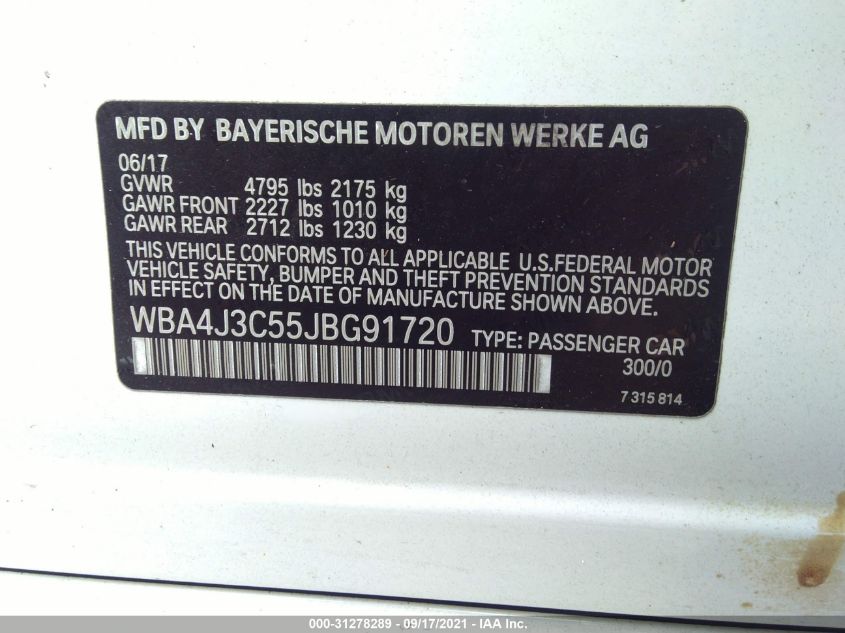 MFD BY BAYERISCHE MOTOREN WERKE AG
06/17
GVWR 4795 lbs 2175 kg
GAWR FRONT 2227 lbs 1010 kg
GAWR REAR 2712 lbs 1230 kg
THIS VEHICLE CONFORMS TO ALL APPLICABLE U.S.FEDERAL MOTOR
VEHICLE SAFETY, BUMPER AND THEFT PREVENTION STANDARDS
IN EFFECT ON THE DATE OF MANUFACTURE SHOWN ABOVE.
WBA4J3C55JBG91720 TYPE: PASSENGER CAR
300/0
7 315 814
000-31278289 - 09/17/2021 - IAA Inc.